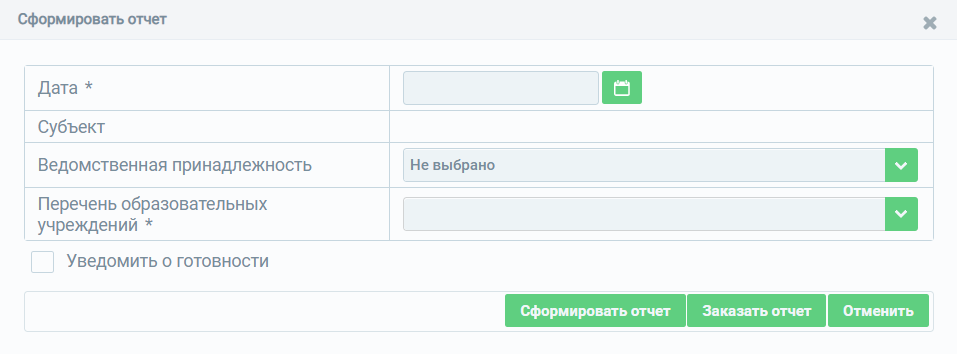 Сформировать отчет
Дата *
Субъект
Ведомственная принадлежность
Не выбрано
Перечень образовательных
учреждений *
Уведомить о готовности
Сформировать отчет
Заказать отчет
Отменить